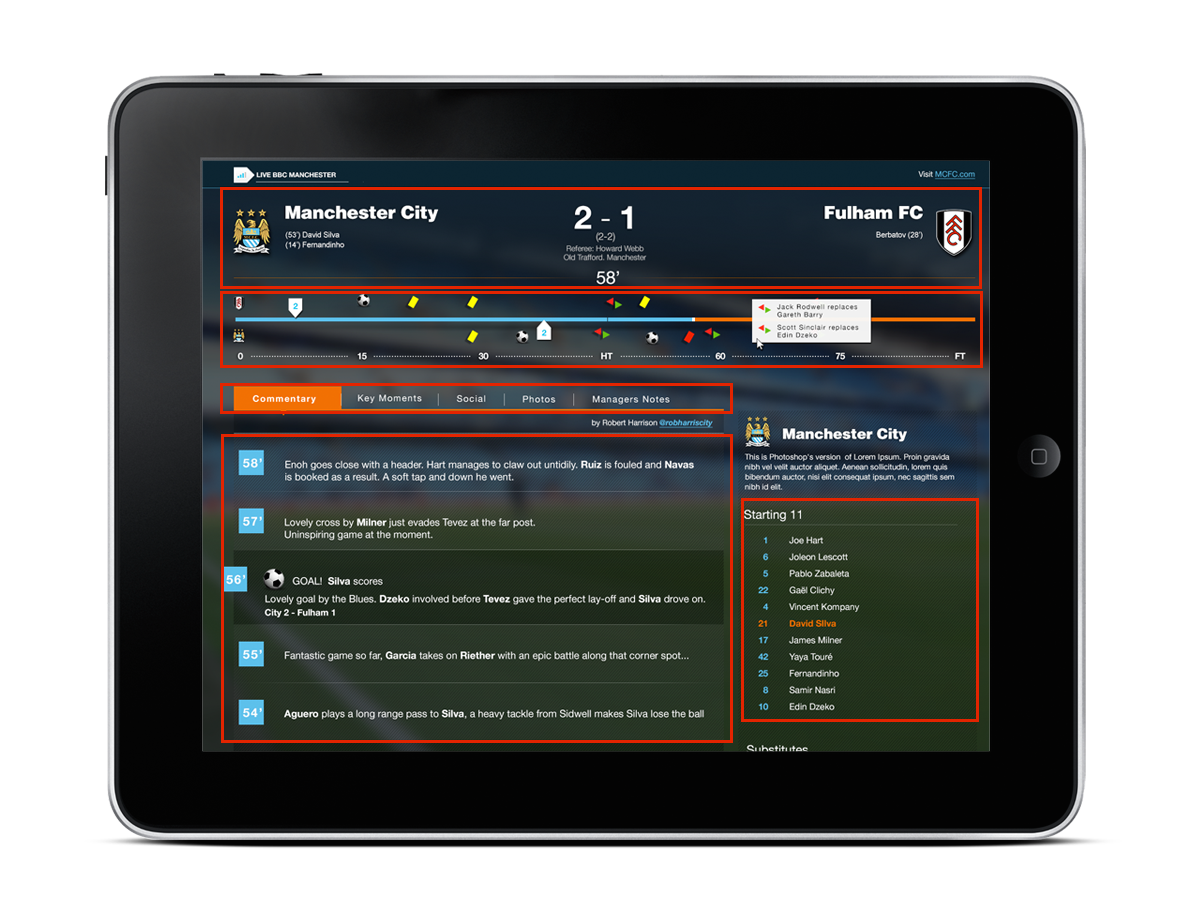 LIVE BBC MANCHESTER
Visit MCFC.com
Manchester City
2 - 1
Fulham FC
(53') David Silva
(14') Fernandinho
(2-2)
Berbatov (28')
Referee: Howard Webb
Old Trafford. Manchester
58'
2
Jack Rodwell replaces
Gareth Barry
Scott Sinclair replaces
Edin Dzeko
2
0 15 30 HT 60 75 FT
Commentary Key Moments Social Photos Managers Notes
by Robert Harrison @robharriscity
58' Enoh goes close with a header. Hart manages to claw out untidily. Ruiz is fouled and Navas
is booked as a result. A soft tap and down he went.
57' Lovely cross by Milner just evades Tevez at the far post.
Uninspiring game at the moment.
56' GOAL! Silva scores
Lovely goal by the Blues. Dzeko involved before Tevez gave the perfect lay-off and Silva drove on.
City 2 - Fulham 1
55' Fantastic game so far, Garcia takes on Riether with an epic battle along that corner spot...
54' Aguero plays a long range pass to Silva, a heavy tackle from Sidwell makes Silva lose the ball
Manchester City
This is Photoshop's version of Lorem Ipsum. Proin gravida
nibh vel velit auctor aliquet. Aenean sollicitudin, lorem quis
bibendum auctor, nisi elit consequat ipsum, nec sagittis sem
nibh id elit.
Starting 11
1 Joe Hart
6 Joleon Lescott
5 Pablo Zabaleta
22 Gaël Clichy
4 Vincent Kompany
21 David Silva
17 James Milner
42 Yaya Touré
25 Fernandinho
8 Samir Nasri
10 Edin Dzeko
Substitutes